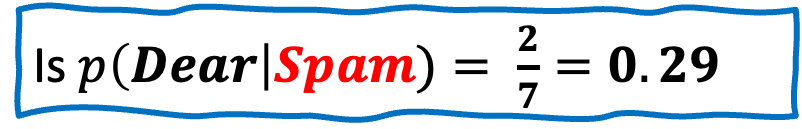 Is p(Dear|Spam) = 2/7 = 0.29